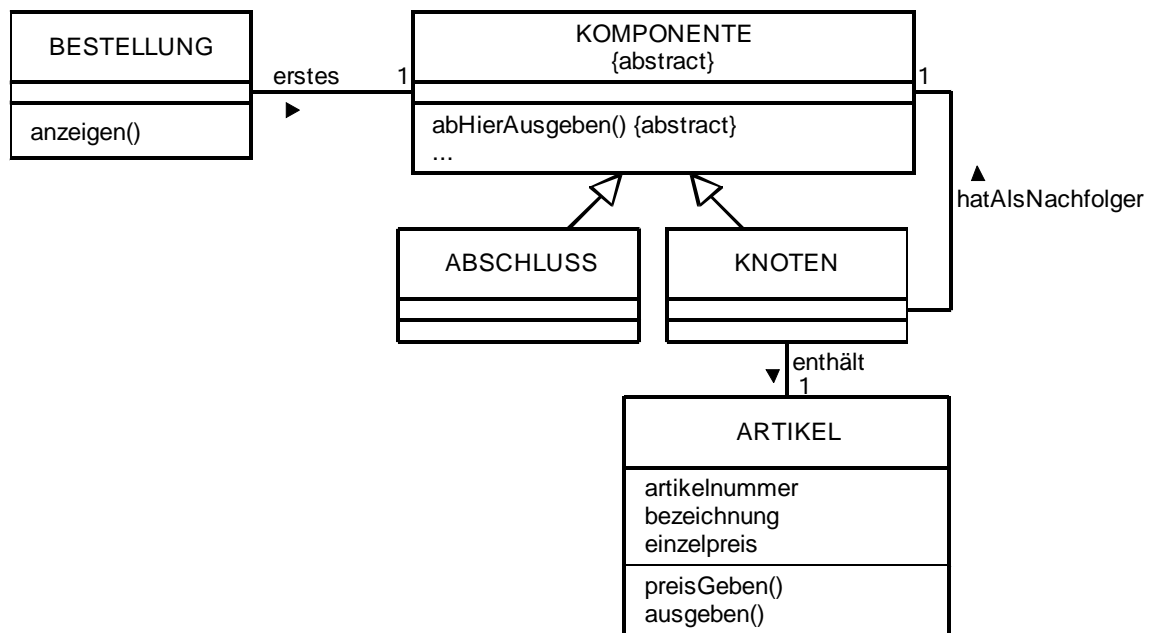 BESTELLUNG
anzeigen()
erstes
1
KOMPONENTE
{abstract}
abHierAusgeben() {abstract}
...
1
hatAlsNachfolger
ABSCHLUSS
KNOTEN
enthält
1
ARTIKEL
artikelnummer
bezeichnung
einzelpreis
preisGeben()
ausgeben()